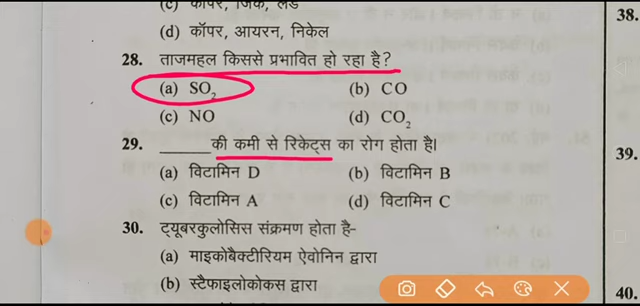 (c) कॉपर, जिंक, लेड
(d) कॉपर, आयरन, निकेल
28. ताजमहल किससे प्रभावित हो रहा है?
(a) SO₂ (b) CO
(c) NO (d) CO₂
29. ______की कमी से रिकेट्स का रोग होता है।
(a) विटामिन D (b) विटामिन B
(c) विटामिन A (d) विटामिन C
30. ट्यूबरकुलोसिस संक्रमण होता है-
(a) माइकोबैक्टीरियम ऐवोनिन द्वारा
(b) स्टैफाइलोकोकस द्वारा
38.
39.
40.